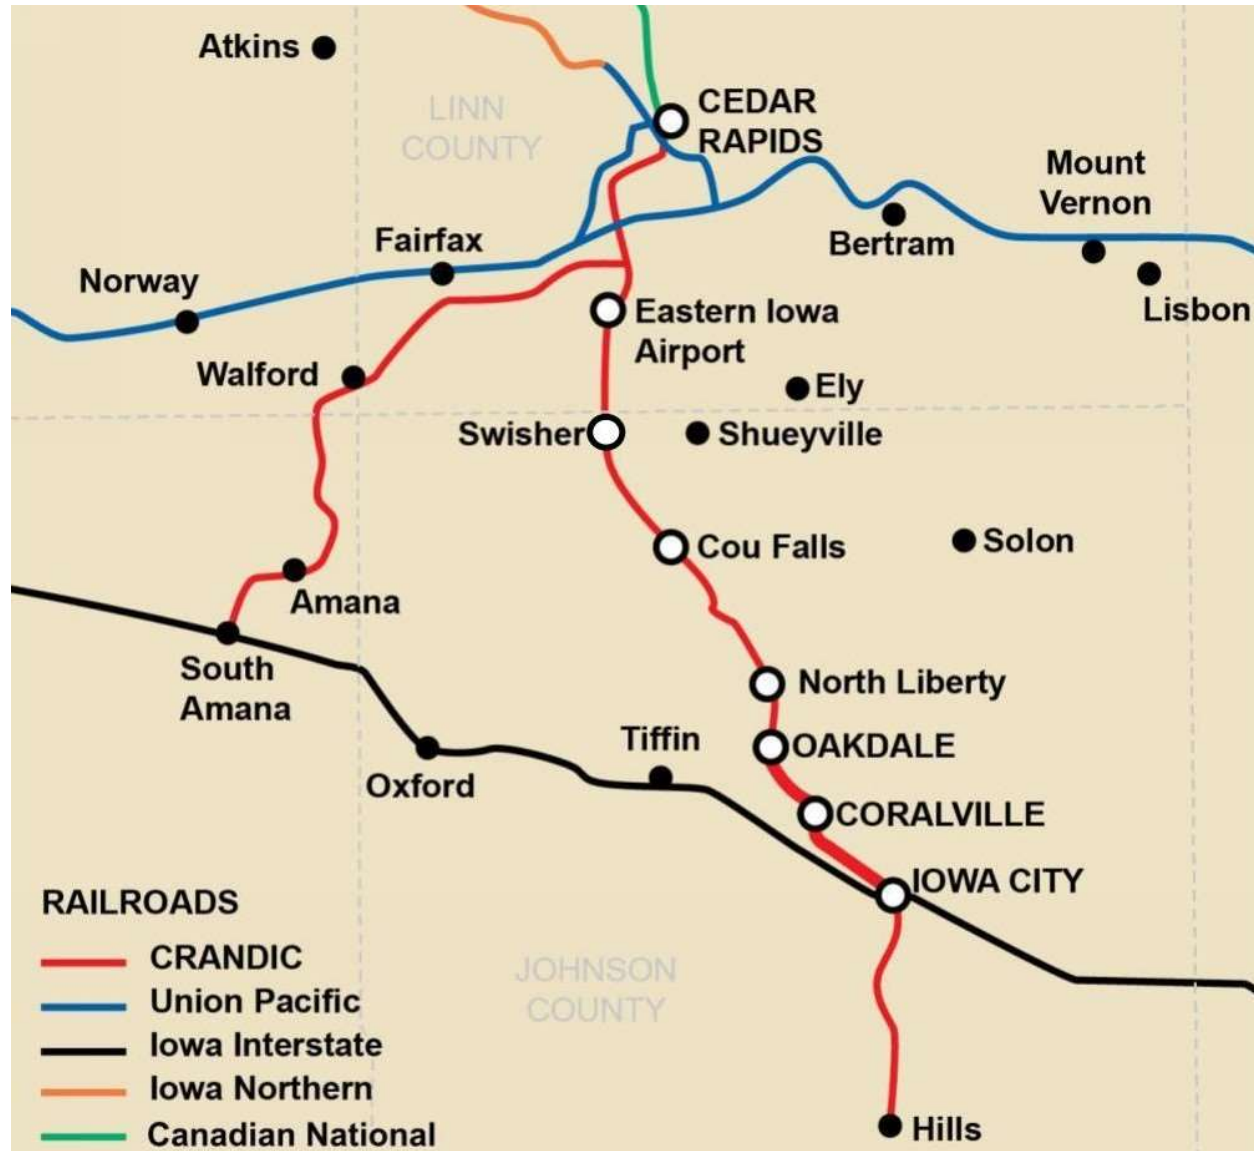 Atkins
LINN
COUNTY
CEDAR
RAPIDS
Mount
Vernon
Bertram
Lisbon
Fairfax
Norway
Eastern Iowa
Airport
Walford
Ely
Swisher
Shueyville
Cou Falls
Solon
Amana
South
Amana
North Liberty
Tiffin
OAKDALE
Oxford
CORALVILLE
IOWA CITY
JOHNSON
COUNTY
Hills
RAILROADS
CRANDIC
Union Pacific
Iowa Interstate
Iowa Northern
Canadian National